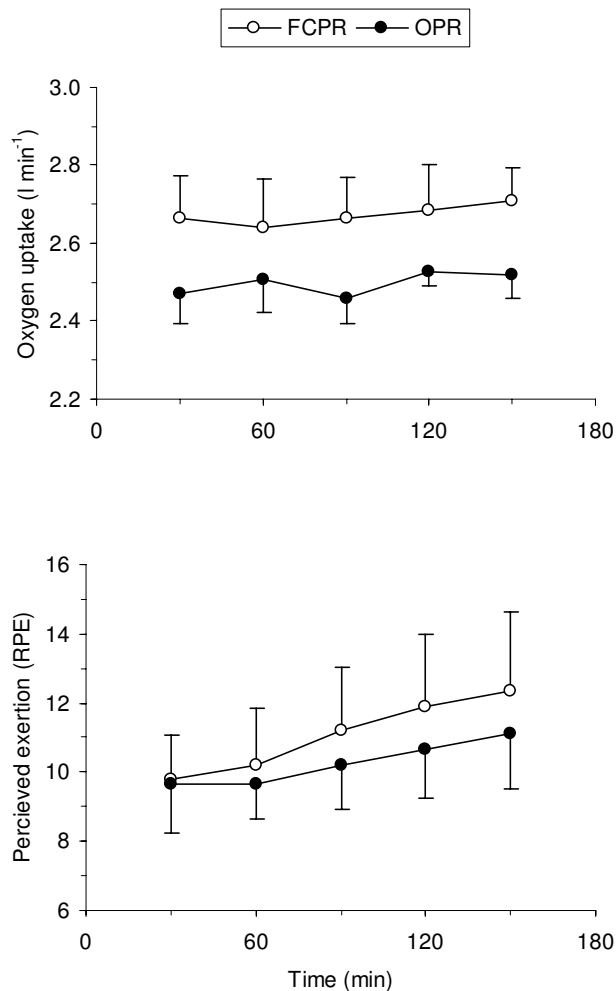 FCPR OPR
Oxygen uptake (l min⁻¹)
3.0
2.8
2.6
2.4
2.2
0 60 120 180
Percieved exertion (RPE)
16
14
12
10
8
6
0 60 120 180
Time (min)